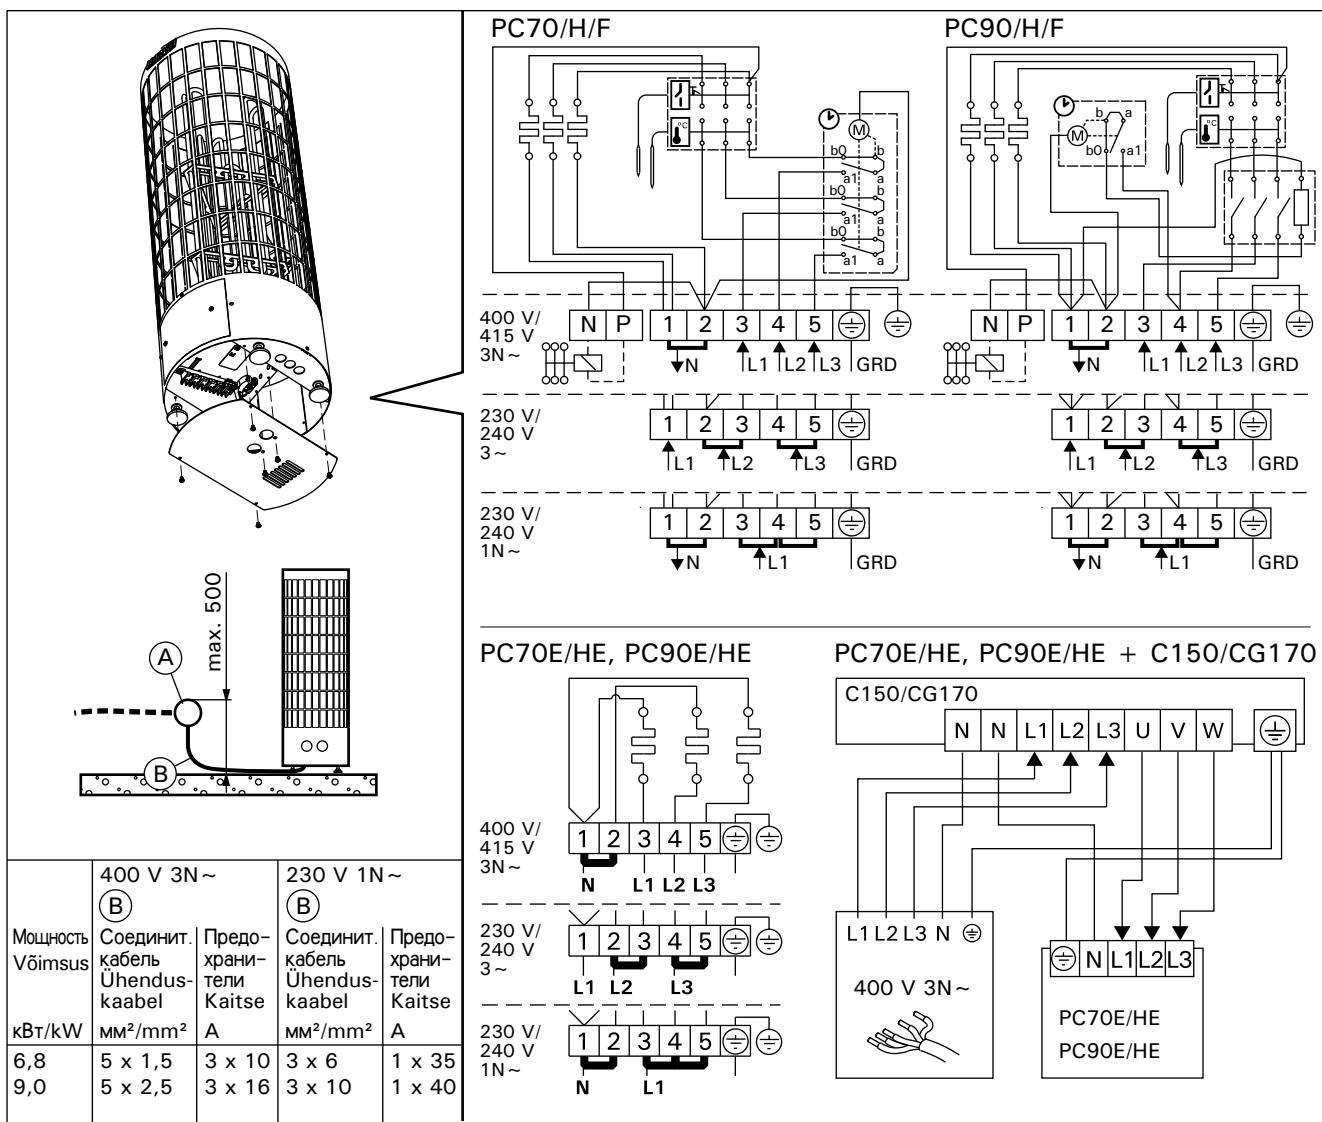 PC70/H/F
PC90/H/F
M
°C
b0 b
a1 a
b0 b
a1 a
b0 b
a1 a
b a
M
b0 a1
°C
400 V/
415 V
3N~
N P
1 2 3 4 5
N L1 L2 L3 GRD
N P
1 2 3 4 5
N L1 L2 L3 GRD
230 V/
240 V
3~
1 2 3 4 5
L1 L2 L3 GRD
1 2 3 4 5
L1 L2 L3 GRD
230 V/
240 V
1N~
1 2 3 4 5
N L1 GRD
1 2 3 4 5
N L1 GRD
max. 500
A
B
400 V 3N~ 230 V 1N~
B B
Мощность Соединит. Предо- Соединит. Предо-
Võimsus кабель храни- кабель храни-
Ühendus- тели Ühendus- тели
kaabel Kaitse kaabel Kaitse
кВт/kW мм²/mm² A мм²/mm² A
6,8 5 x 1,5 3 x 10 3 x 6 1 x 35
9,0 5 x 2,5 3 x 16 3 x 10 1 x 40
PC70E/HE, PC90E/HE
400 V/
415 V
3N~
1 2 3 4 5
N L1 L2 L3
230 V/
240 V
3~
1 2 3 4 5
L1 L2 L3
230 V/
240 V
1N~
1 2 3 4 5
N L1
PC70E/HE, PC90E/HE + C150/CG170
C150/CG170
N N L1 L2 L3 U V W
L1 L2 L3 N
400 V 3N~
N L1 L2 L3
PC70E/HE
PC90E/HE